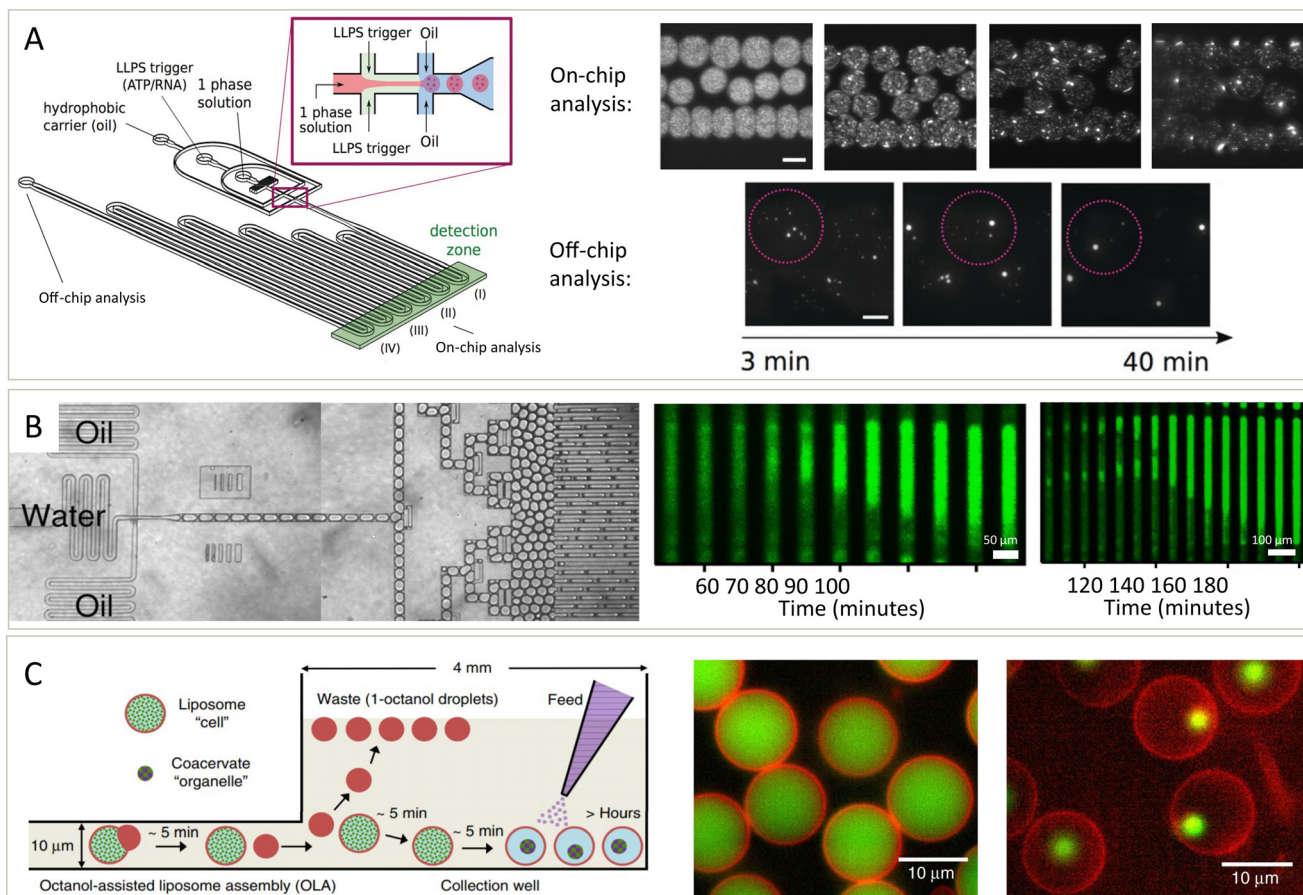 A
LLPS trigger
Oil
1 phase
solution
LLPS trigger
Oil
LLPS trigger
(ATP/RNA)
1 phase
solution
hydrophobic
carrier (oil)
detection
zone
(I)
(II)
(III)
(IV)
Off-chip analysis
On-chip analysis
On-chip
analysis:
Off-chip
analysis:
3 min
40 min
B
Oil
Water
Oil
50 µm
60 70 80 90 100
Time (minutes)
100 µm
120 140 160 180
Time (minutes)
C
4 mm
Liposome
"cell"
Coacervate
"organelle"
Waste (1-octanol droplets)
Feed
10 µm
~ 5 min
~ 5 min
~ 5 min
> Hours
Octanol-assisted liposome assembly (OLA)
Collection well
10 µm
10 µm